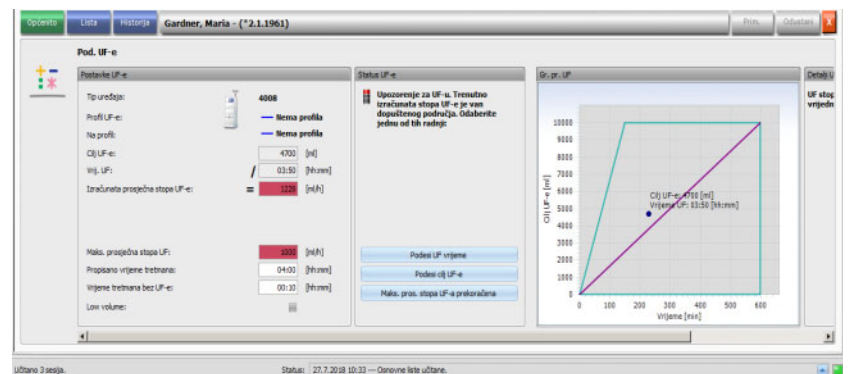 Općenito
Lista
Historija
Gardner, Maria - (*2.1.1961)
Prim.
Odustani
X
Pod. UF-e
Postavke UF-e
Tip uređaja:
4008
Profil UF-e:
Nema profila
Na profil:
Nema profila
Cilj UF-e:
4700 [ml]
Vrij. UF:
/ 03:50 [hh:mm]
Izračunata prosječna stopa UF-e:
= 1226 [ml/h]
Maks. prosječna stopa UF:
1000 [ml/h]
Propisano vrijeme tretmana:
04:00 [hh:mm]
Vrijeme tretmana bez UF-e:
00:10 [hh:mm]
Low volume:
Status UF-e
Upozorenje za UF-u. Trenutno
izračunata stopa UF-e je van
dopuštenog područja. Odaberite
jednu od tih radnji:
Podesi UF vrijeme
Podesi cilj UF-e
Maks. pros. stopa UF-a prekoračena
Gr. pr. UF
Cilj UF-e [ml]
10000
9000
8000
7000
6000
5000
4000
3000
2000
1000
0
Cilj UF-e: 4700 [ml]
Vrijeme UF: 03:50 [hh:mm]
0 100 200 300 400 500 600
Vrijeme [min]
Detalji U
UF stop
vrijedn
Učitano 3 sesija.
Status: 27.7.2018 10:33 — Osnovne liste učitane.